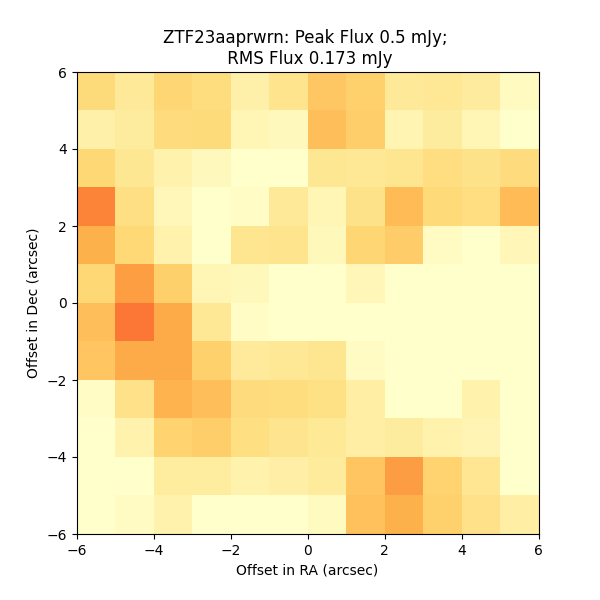 ZTF23aaprwrn: Peak Flux 0.5 mJy;
RMS Flux 0.173 mJy
6
4
2
0
−2
−4
−6
Offset in Dec (arcsec)
−6 −4 −2 0 2 4 6
Offset in RA (arcsec)